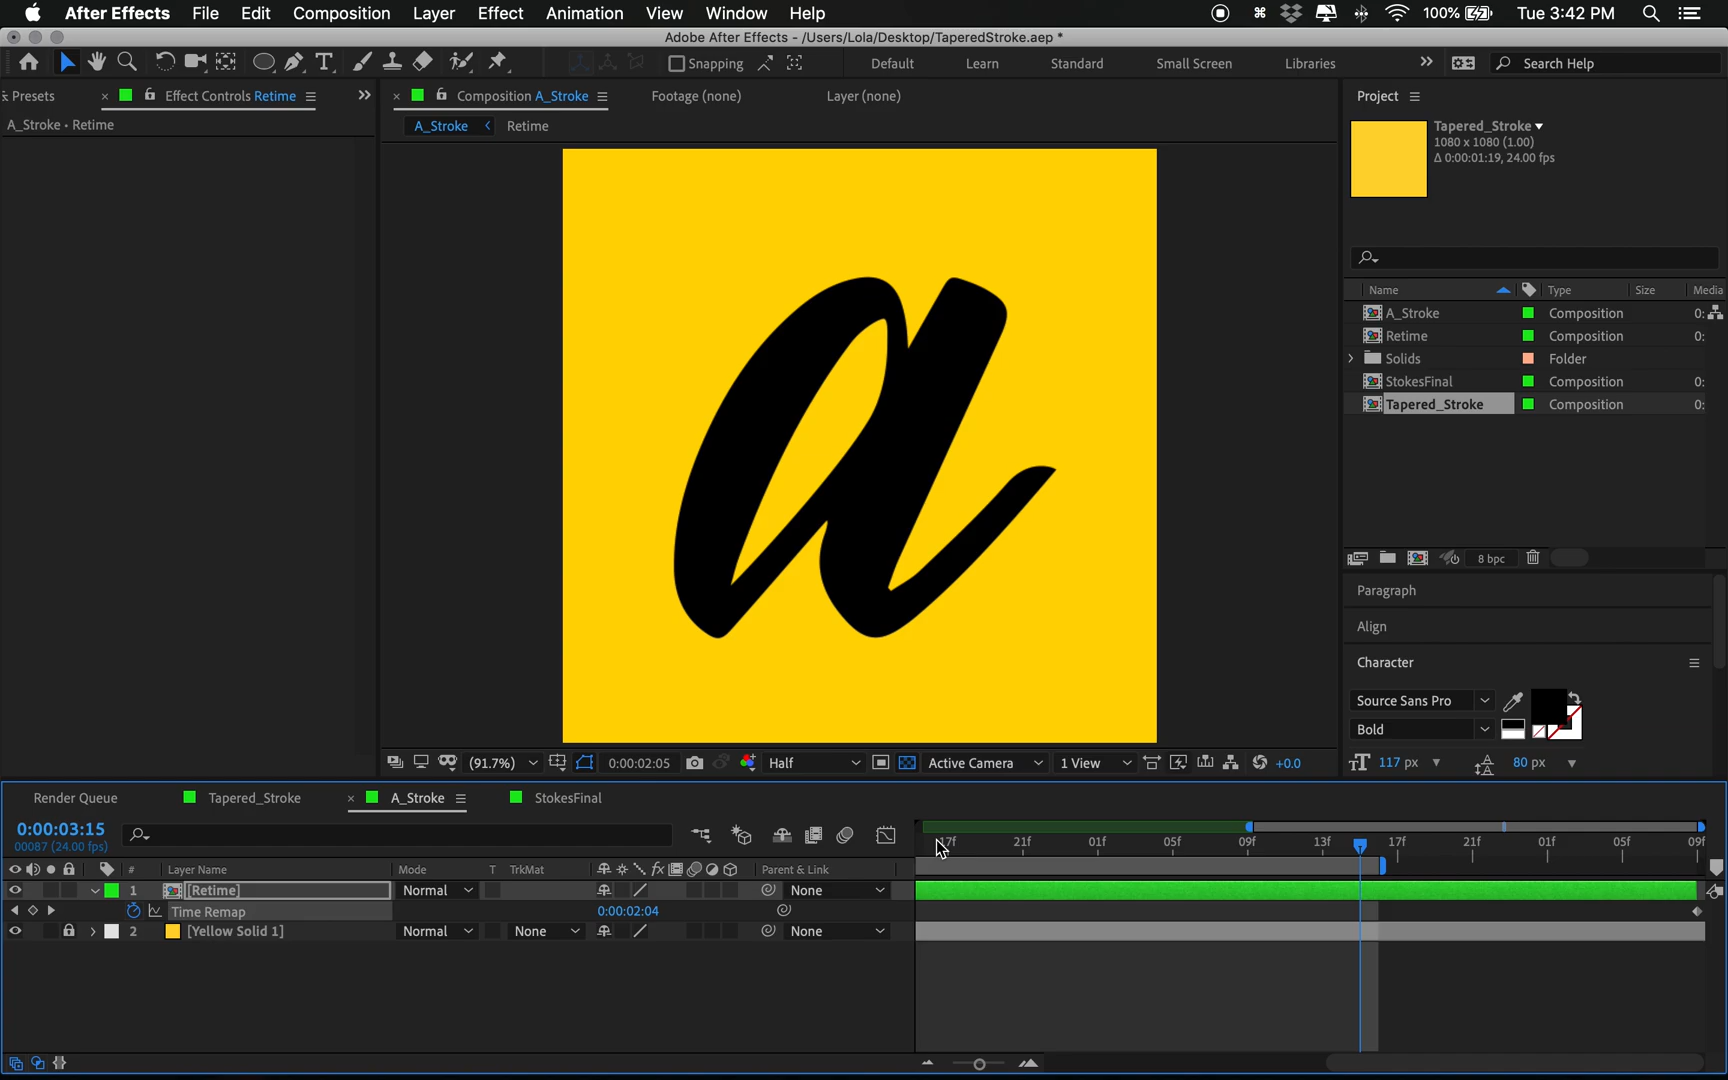 After Effects File Edit Composition Layer Effect Animation View Window Help 100% Tue 3:42 PM
Adobe After Effects - /Users/Lola/Desktop/TaperedStroke.aep *
Snapping Default Learn Standard Small Screen Libraries Search Help
Presets Effect Controls Retime Composition A_Stroke Footage (none) Layer (none) Project
A_Stroke • Retime
A_Stroke Retime
Tapered_Stroke
1080 x 1080 (1.00)
Δ 0:00:01:19, 24.00 fps
a
Name Type Size Media
A_Stroke Composition 0:
Retime Composition 0:
Solids Folder
StokesFinal Composition 0:
Tapered_Stroke Composition 0:
8 bpc
Paragraph
Align
Character
Source Sans Pro
Bold
117 px 80 px
(91.7%) 0:00:02:05 Half Active Camera 1 View +0.0
Render Queue Tapered_Stroke A_Stroke StokesFinal
0:00:03:15
00087 (24.00 fps)
17f 21f 01f 05f 09f 13f 17f 21f 01f 05f 09f
# Layer Name Mode T TrkMat fx Parent & Link
1 [Retime] Normal None
Time Remap 0:00:02:04
2 [Yellow Solid 1] Normal None None